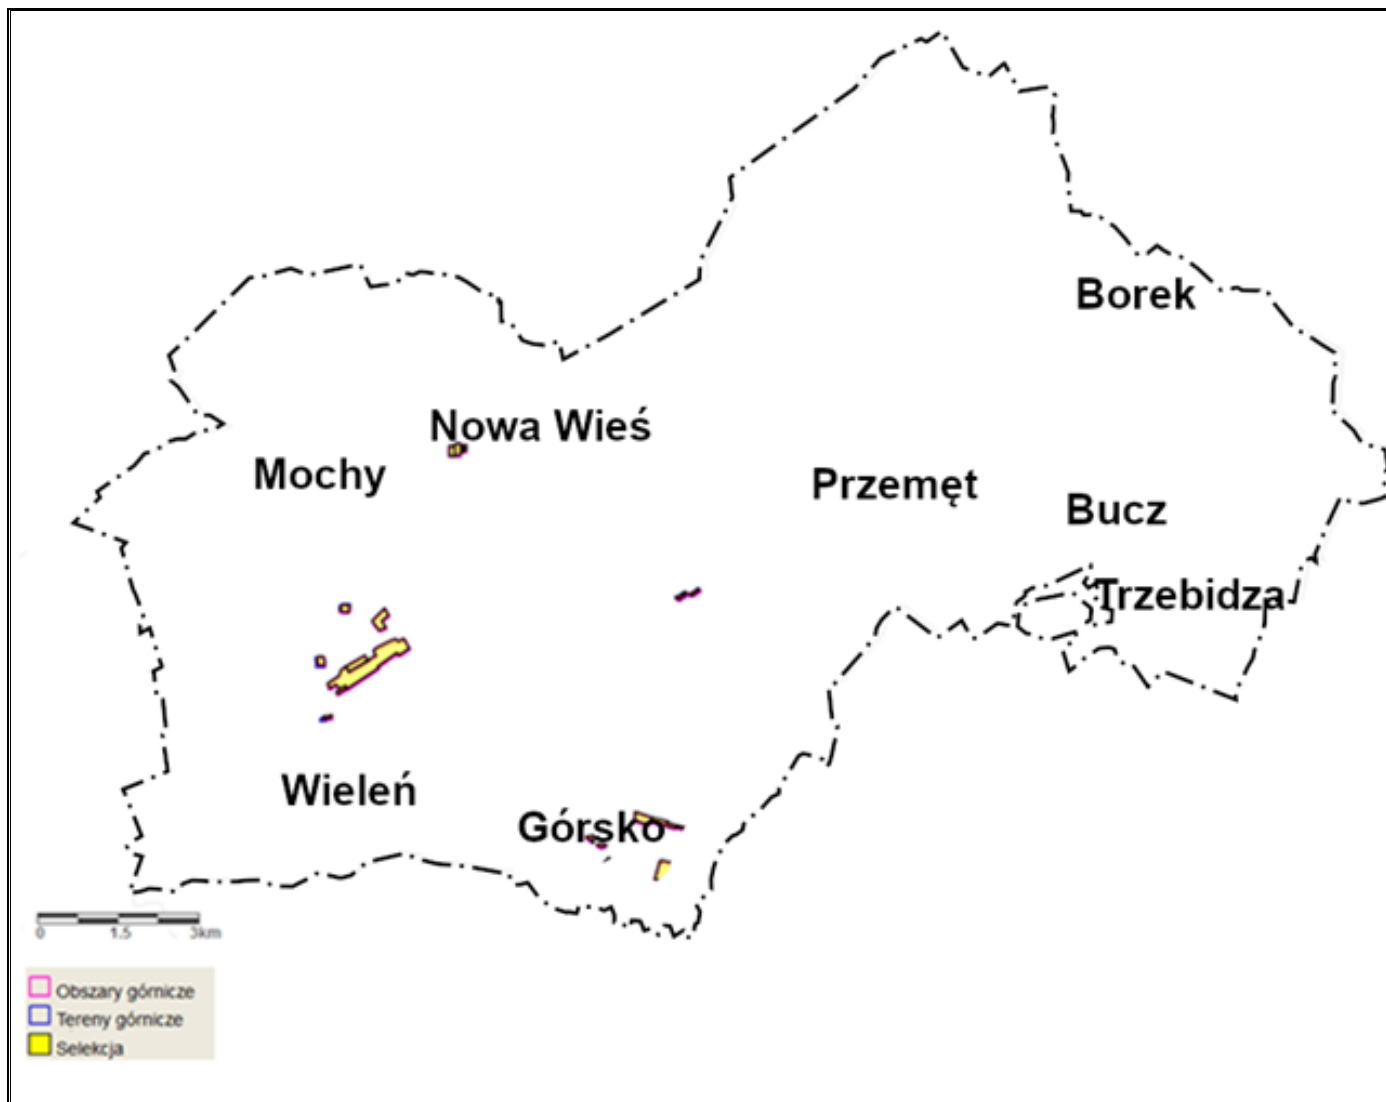 Borek
Nowa Wieś
Mochy
Przemęt
Bucz
Trzebidza
Wieleń
Górsko
0 1.5 3km
Obszary górnicze
Tereny górnicze
Selekcja